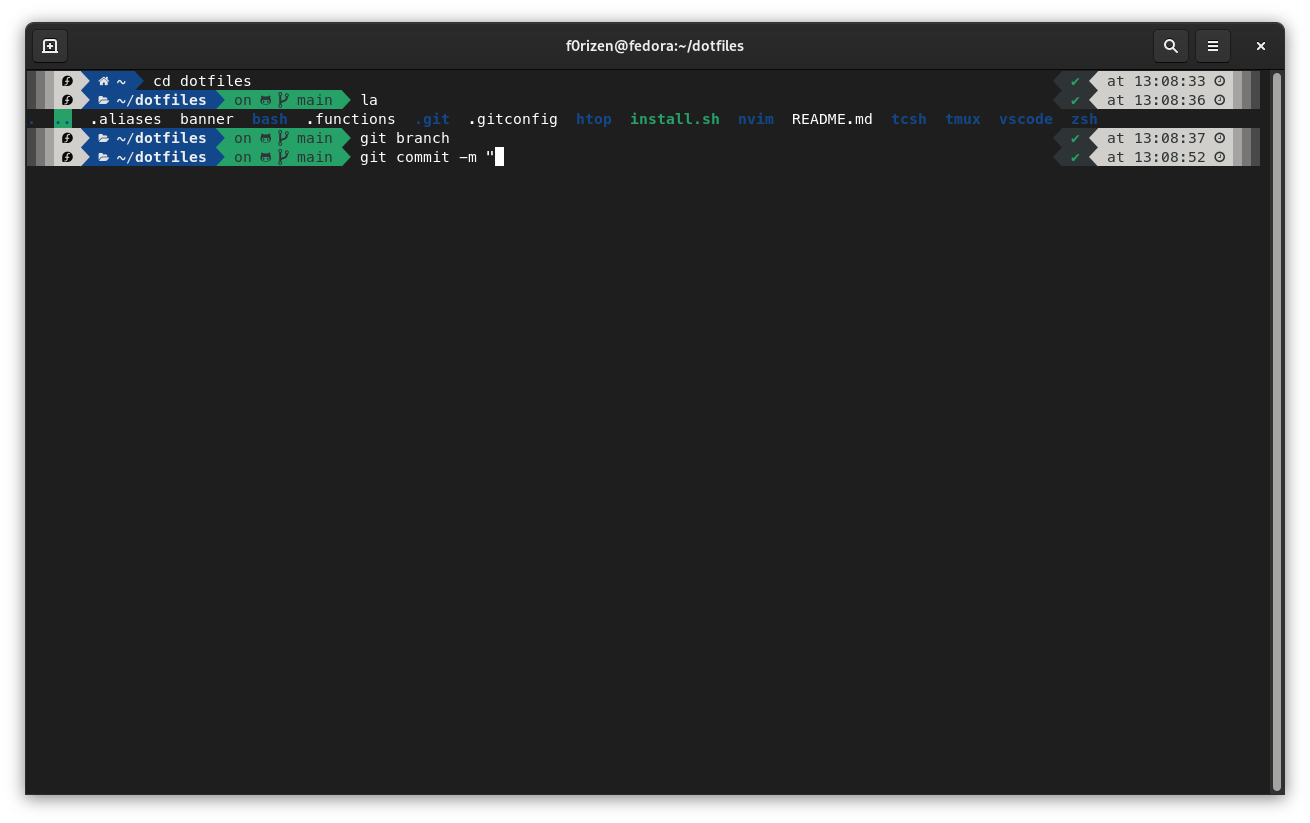 f0rizen@fedora:~/dotfiles
~ cd dotfiles ✔ at 13:08:33
~/dotfiles on main la ✔ at 13:08:36
. .. .aliases banner bash .functions .git .gitconfig htop install.sh nvim README.md tcsh tmux vscode zsh
~/dotfiles on main git branch ✔ at 13:08:37
~/dotfiles on main git commit -m " ✔ at 13:08:52